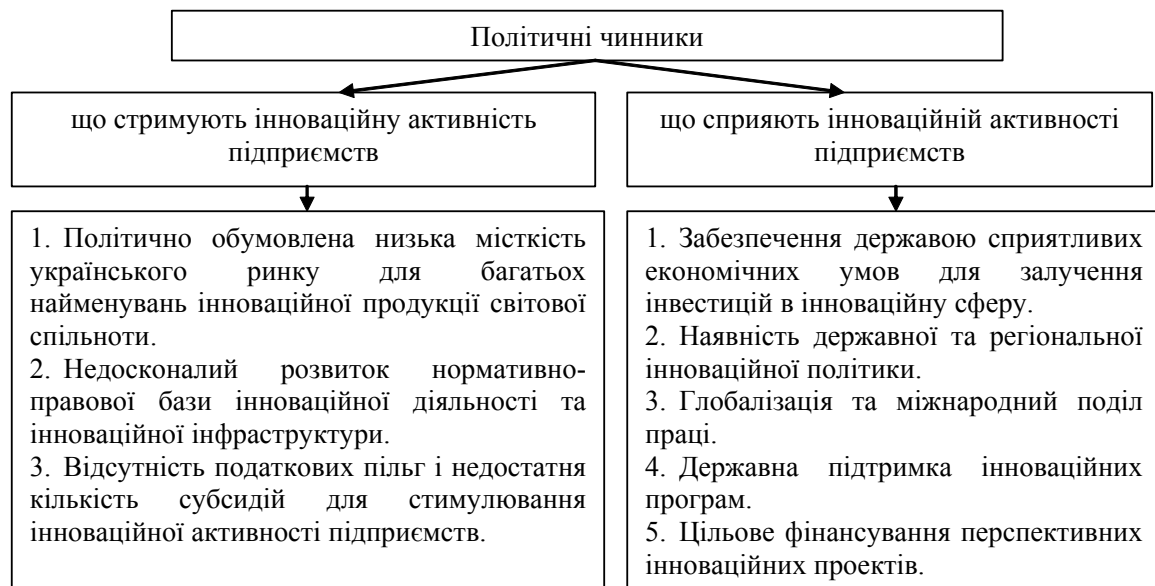 Політичні чинники
що стримують інноваційну активність
підприємств
що сприяють інноваційній активності
підприємств
1. Політично обумовлена низька місткість
українського ринку для багатьох
найменувань інноваційної продукції світової
спільноти.
2. Недосконалий розвиток нормативно-
правової бази інноваційної діяльності та
інноваційної інфраструктури.
3. Відсутність податкових пільг і недостатня
кількість субсидій для стимулювання
інноваційної активності підприємств.
1. Забезпечення державою сприятливих
економічних умов для залучення
інвестицій в інноваційну сферу.
2. Наявність державної та регіональної
інноваційної політики.
3. Глобалізація та міжнародний поділ
праці.
4. Державна підтримка інноваційних
програм.
5. Цільове фінансування перспективних
інноваційних проектів.